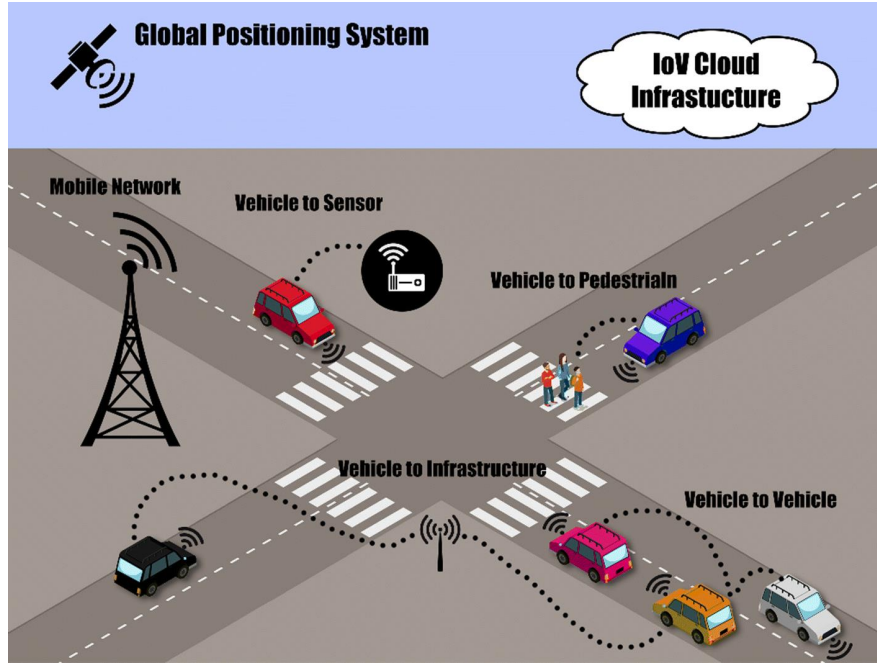 Global Positioning System
IoV Cloud
Infrastucture
Mobile Network
Vehicle to Sensor
Vehicle to Pedestrialn
Vehicle to Infrastructure
Vehicle to Vehicle